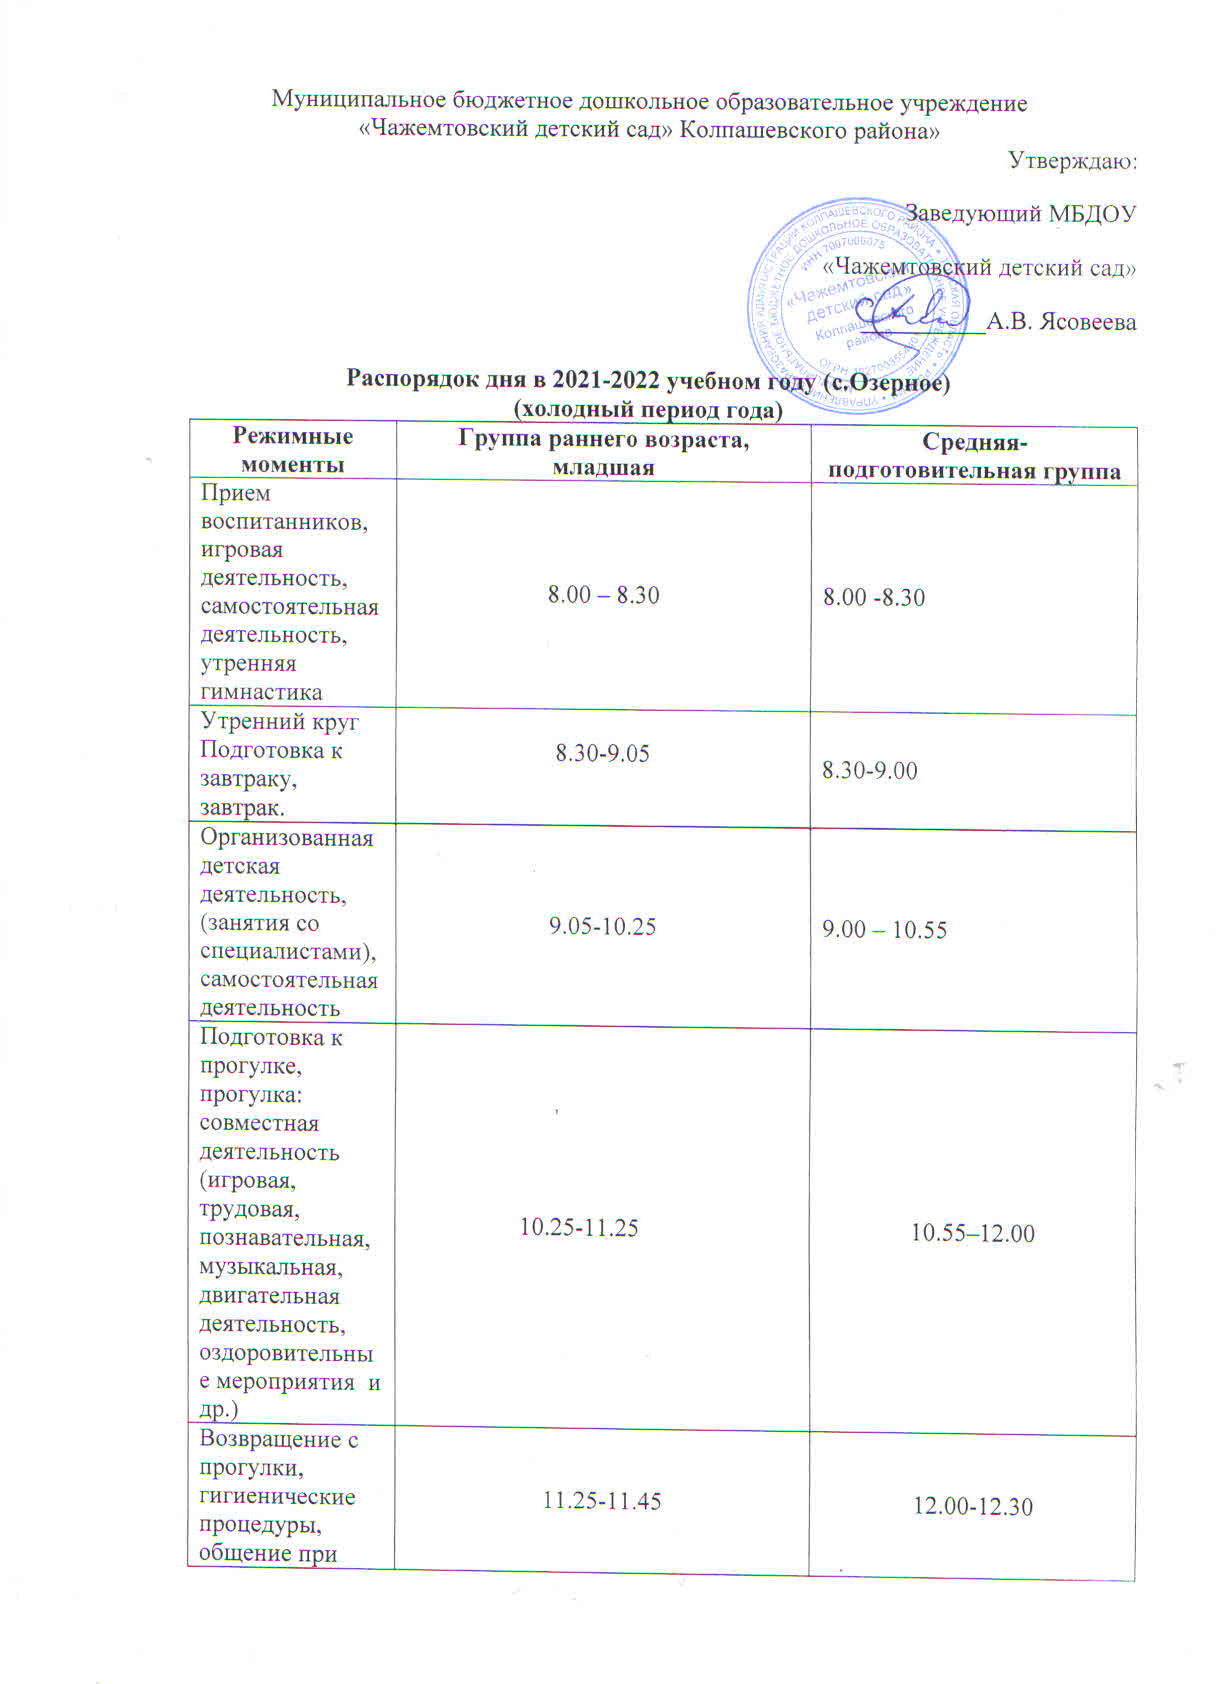 Муниципальное бюджетное дошкольное образовательное учреждение
«Чажемтовский детский сад» Колпашевского района»
Утверждаю:
Заведующий МБДОУ
«Чажемтовский детский сад»
А.В. Ясовеева
«Чажемтовский
детский сад»
Колпашевского
района
Распорядок дня в 2021-2022 учебном году (с.Озерное)
(холодный период года)
Режимные
моменты
Группа раннего возраста,
младшая
Средняя-
подготовительная группа
Прием
воспитанников,
игровая
деятельность,
самостоятельная
деятельность,
утренняя
гимнастика
8.00 – 8.30
8.00 -8.30
Утренний круг
Подготовка к
завтраку,
завтрак.
8.30-9.05
8.30-9.00
Организованная
детская
деятельность,
(занятия со
специалистами),
самостоятельная
деятельность
9.05-10.25
9.00 – 10.55
Подготовка к
прогулке,
прогулка:
совместная
деятельность
(игровая,
трудовая,
познавательная,
музыкальная,
двигательная
деятельность,
оздоровительны
е мероприятия  и
др.)
10.25-11.25
10.55–12.00
Возвращение с
прогулки,
гигиенические
процедуры,
общение при
11.25-11.45
12.00-12.30